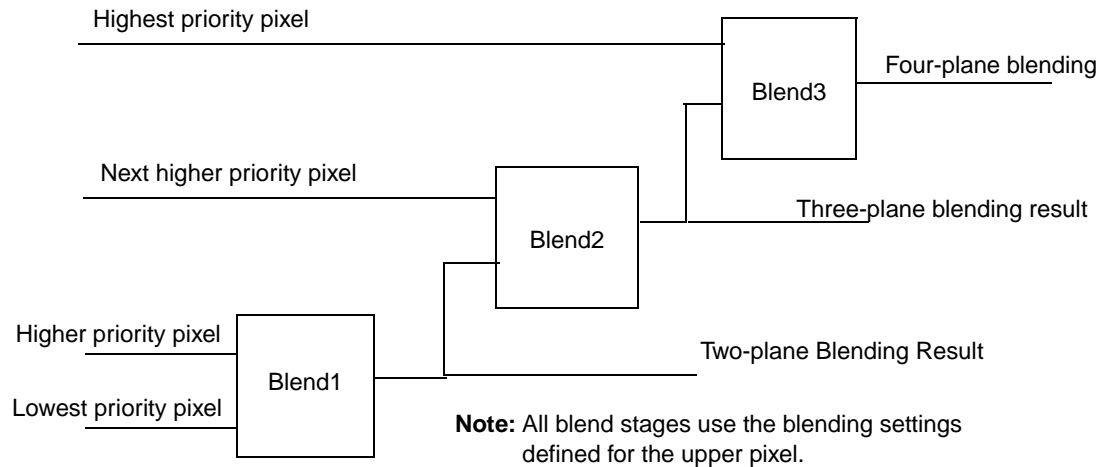 Highest priority pixel
Four-plane blending
Blend3
Next higher priority pixel
Three-plane blending result
Blend2
Higher priority pixel
Two-plane Blending Result
Blend1
Lowest priority pixel
Note: All blend stages use the blending settings
defined for the upper pixel.